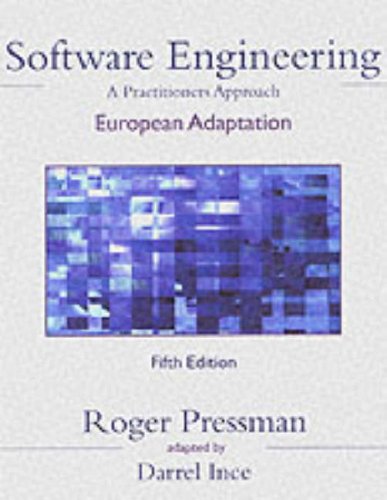 Software Engineering
A Practitioners Approach
European Adaptation
Fifth Edition
Roger Pressman
adapted by
Darrel Ince